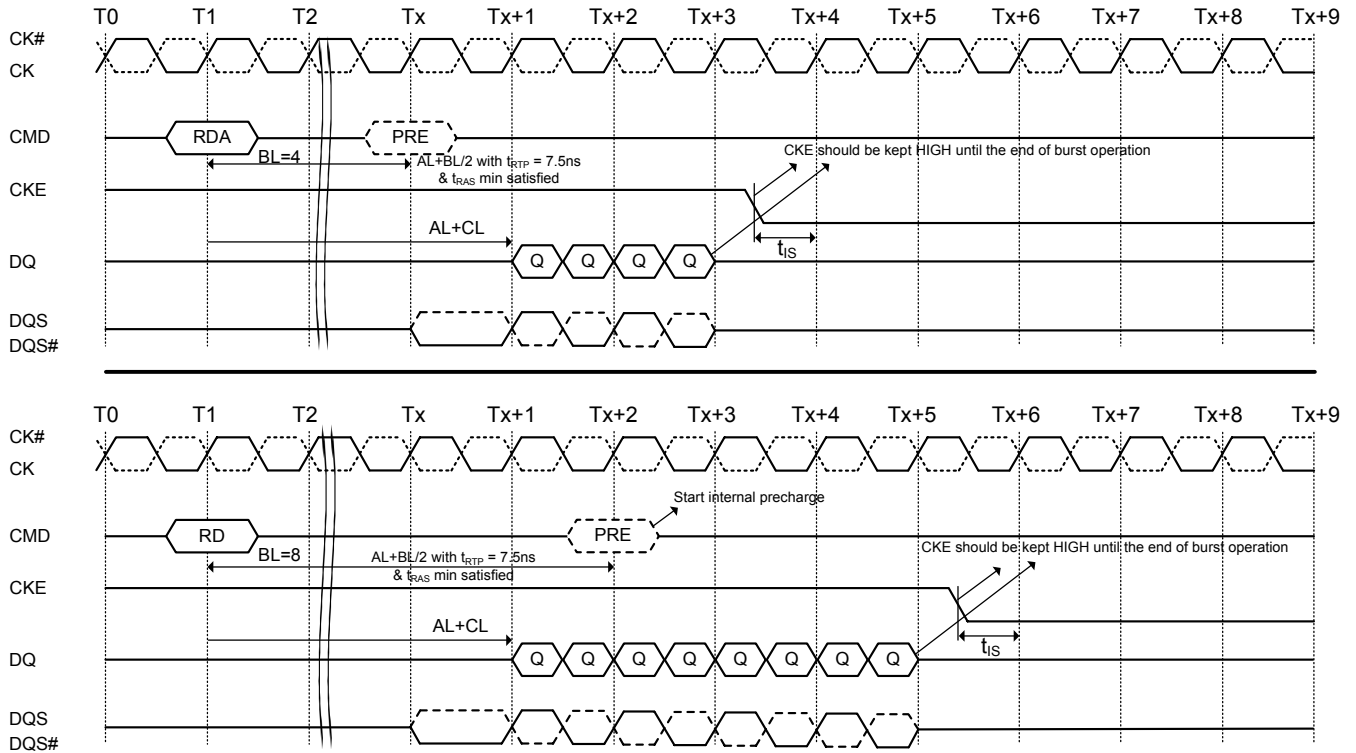 T0 T1 T2 Tx Tx+1 Tx+2 Tx+3 Tx+4 Tx+5 Tx+6 Tx+7 Tx+8 Tx+9
CK#
CK
CMD RDA PRE
BL=4 AL+BL/2 with tRTP = 7.5ns
& tRAS min satisfied
CKE should be kept HIGH until the end of burst operation
CKE
AL+CL
tIS
DQ Q Q Q Q
DQS
DQS#
T0 T1 T2 Tx Tx+1 Tx+2 Tx+3 Tx+4 Tx+5 Tx+6 Tx+7 Tx+8 Tx+9
CK#
CK
Start internal precharge
CMD RD PRE
BL=8 AL+BL/2 with tRTP = 7.5ns
& tRAS min satisfied
CKE should be kept HIGH until the end of burst operation
CKE
AL+CL
tIS
DQ Q Q Q Q Q Q Q Q
DQS
DQS#